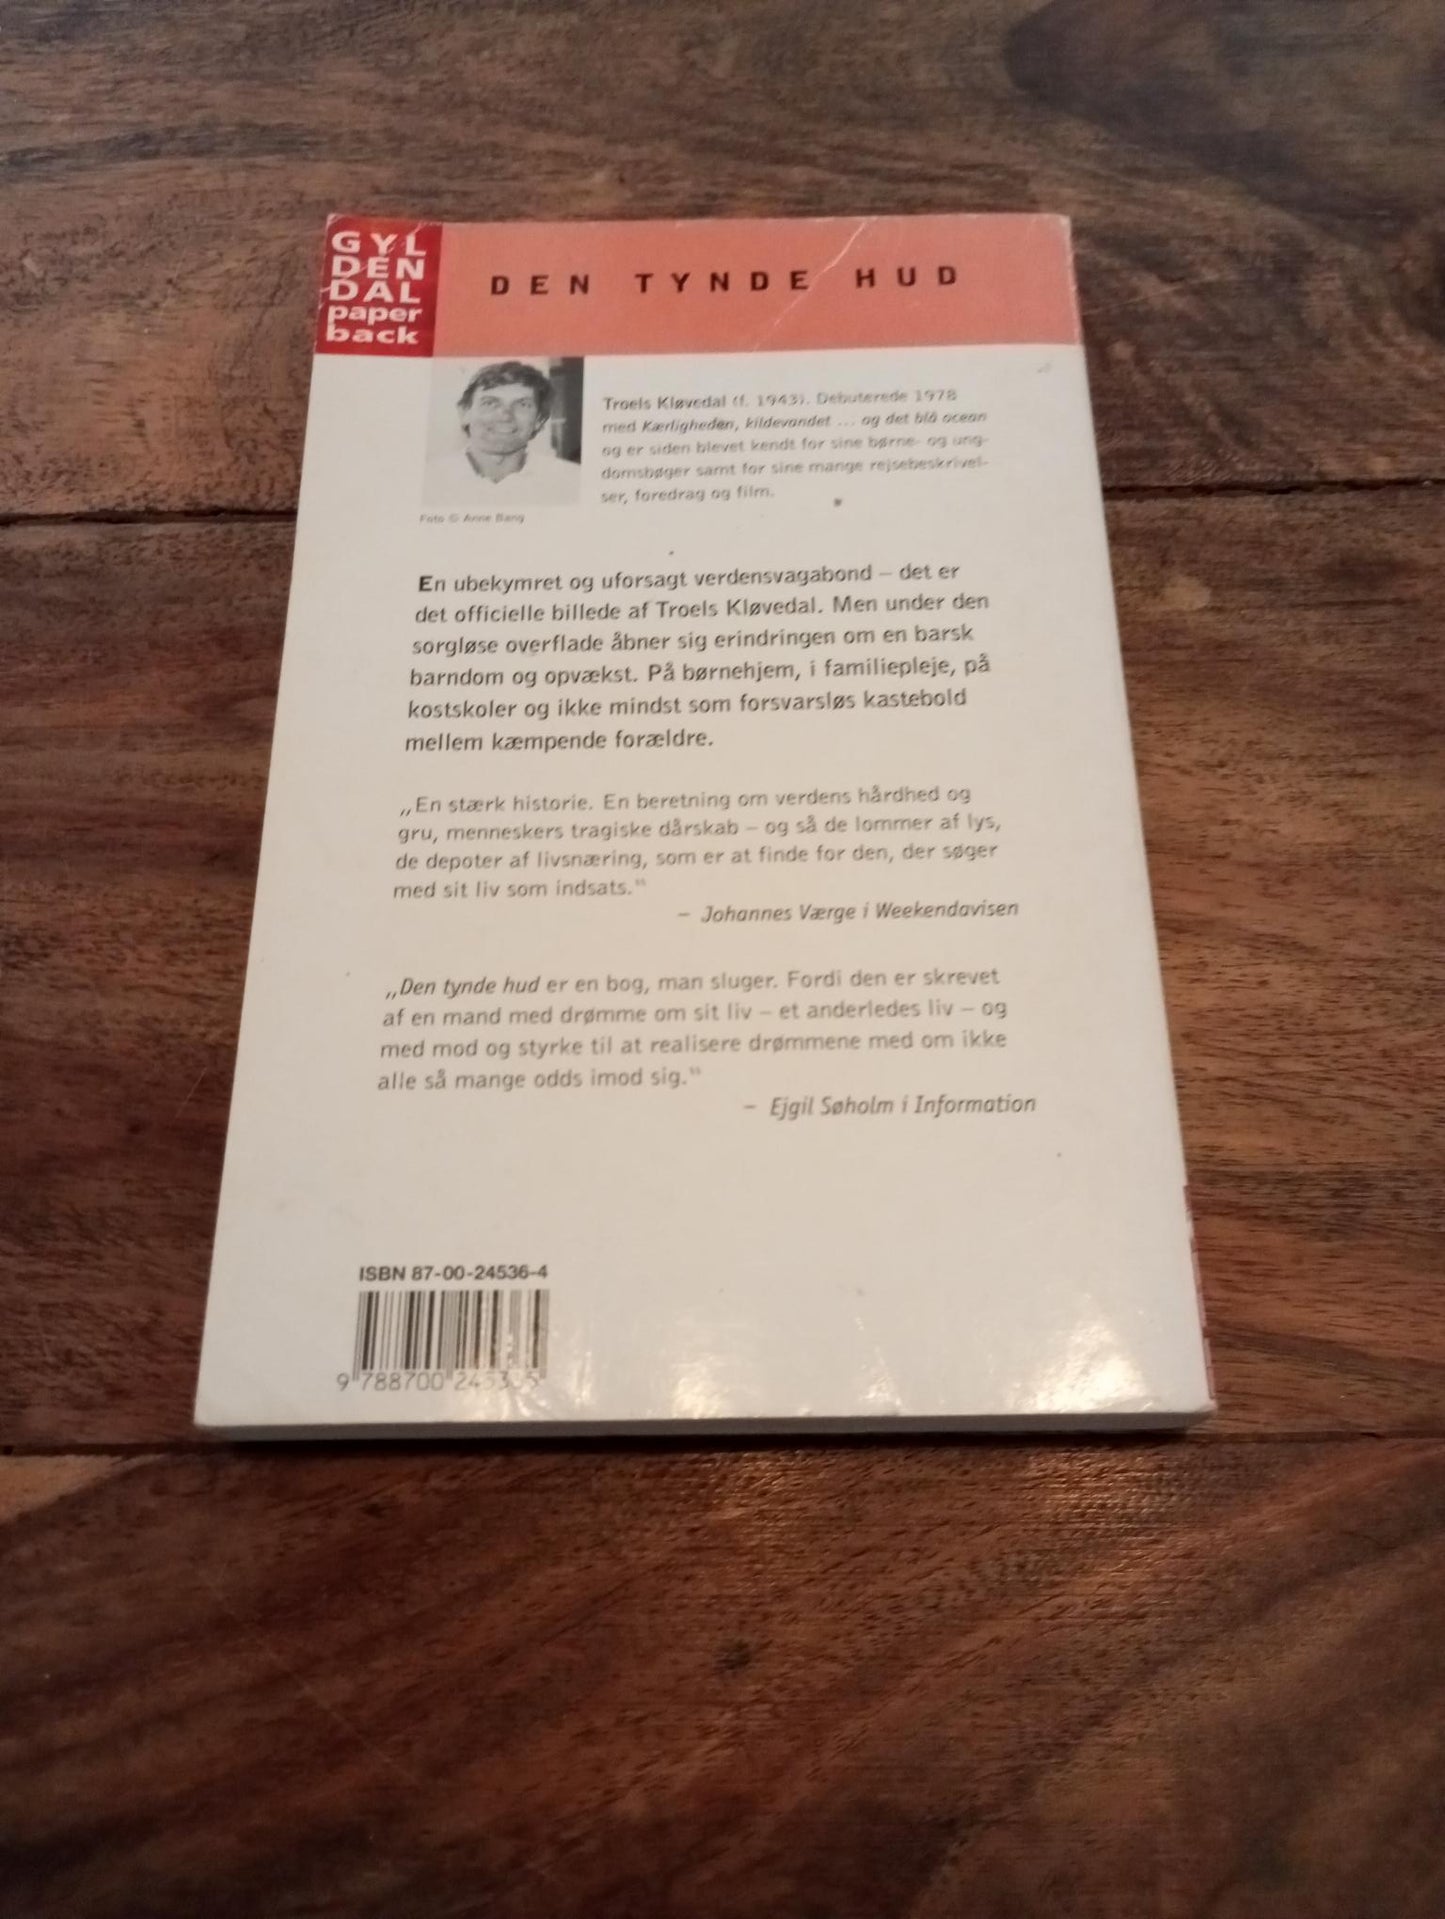 GYL
DEN
DAL
paper
back
DEN TYNDE HUD
Troels Kløvedal (f. 1943). Debuterede 1978
med Kærligheden, kildevandet ... og det blå ocean
og er siden blevet kendt for sine børne- og ung-
domsbøger samt for sine mange rejsebeskrivel-
ser, foredrag og film.
Foto © Anne Bang
En ubekymret og uforsagt verdensvagabond – det er
det officielle billede af Troels Kløvedal. Men under den
sorgløse overflade åbner sig erindringen om en barsk
barndom og opvækst. På børnehjem, i familiepleje, på
kostskoler og ikke mindst som forsvarsløs kastebold
mellem kæmpende forældre.
„En stærk historie. En beretning om verdens hårdhed og
gru, menneskers tragiske dårskab – og så de lommer af lys,
de depoter af livsnæring, som er at finde for den, der søger
med sit liv som indsats.“
– Johannes Værge i Weekendavisen
„Den tynde hud er en bog, man sluger. Fordi den er skrevet
af en mand med drømme om sit liv – et anderledes liv – og
med mod og styrke til at realisere drømmene med om ikke
alle så mange odds imod sig.“
– Ejgil Søholm i Information
ISBN 87-00-24536-4
9 788700